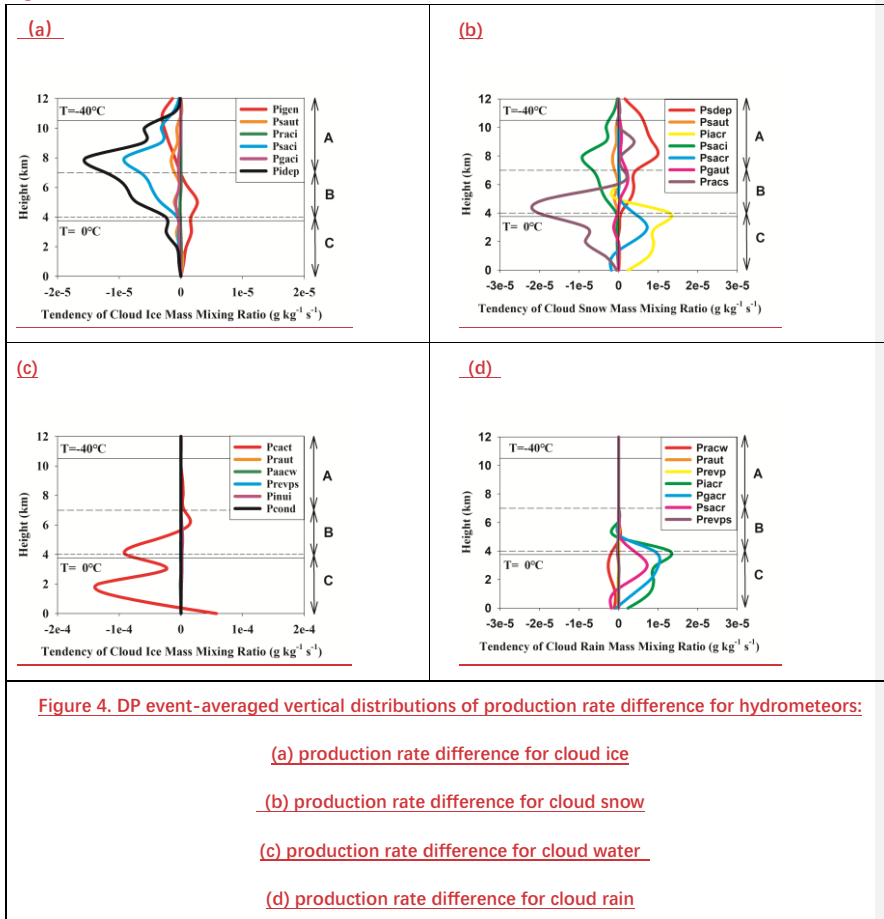 (a)
12
10
8
6
4
2
0
Height (km)
T=-40°C
T= 0°C
Pigen
Psaut
Praci
Psaci
Pgaci
Pidep
A
B
C
-2e-5 -1e-5 0 1e-5 2e-5
Tendency of Cloud Ice Mass Mixing Ratio (g kg⁻¹ s⁻¹)
(b)
12
10
8
6
4
2
0
Height (km)
T=-40°C
T= 0°C
Psdep
Psaut
Piacr
Psaci
Psacr
Pgaut
Pracs
A
B
C
-3e-5 -2e-5 -1e-5 0 1e-5 2e-5 3e-5
Tendency of Cloud Snow Mass Mixing Ratio (g kg⁻¹ s⁻¹)
(c)
12
10
8
6
4
2
0
Height (km)
T=-40°C
T= 0°C
Pcact
Praut
Paacw
Prevps
Pinui
Pcond
A
B
C
-2e-4 -1e-4 0 1e-4 2e-4
Tendency of Cloud Ice Mass Mixing Ratio (g kg⁻¹ s⁻¹)
(d)
12
10
8
6
4
2
0
Height (km)
T=-40°C
T= 0°C
Pracw
Praut
Prevp
Piacr
Pgacr
Psacr
Prevps
A
B
C
-3e-5 -2e-5 -1e-5 0 1e-5 2e-5 3e-5
Tendency of Cloud Rain Mass Mixing Ratio (g kg⁻¹ s⁻¹)
Figure 4. DP event-averaged vertical distributions of production rate difference for hydrometeors:
(a) production rate difference for cloud ice
(b) production rate difference for cloud snow
(c) production rate difference for cloud water
(d) production rate difference for cloud rain